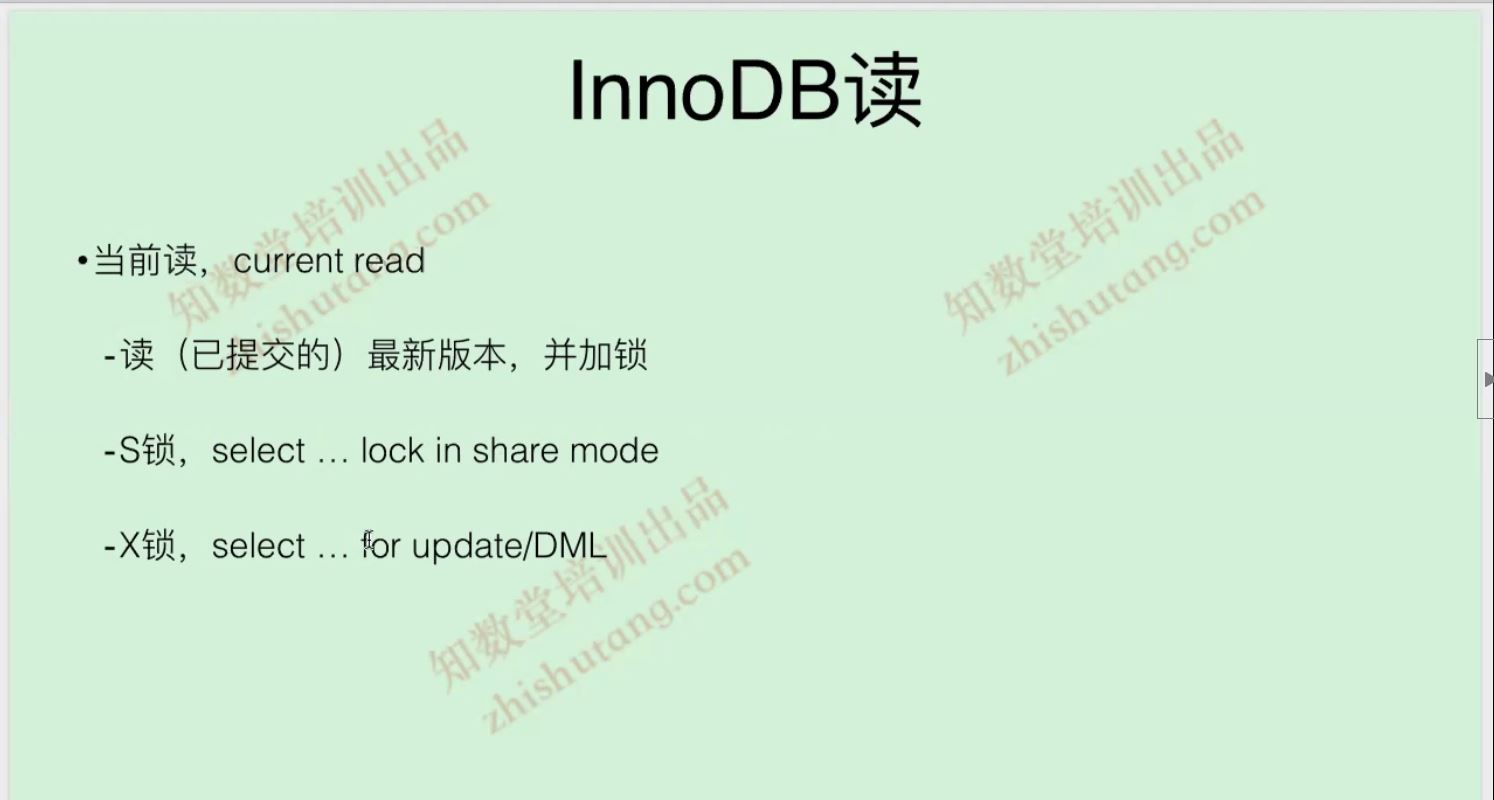 InnoDB读
知数堂培训出品
zhishutang.com
知数堂培训出品
zhishutang.com
•当前读，current read
-读（已提交的）最新版本，并加锁
-S锁，select … lock in share mode
-X锁，select … for update/DML
知数堂培训出品
zhishutang.com